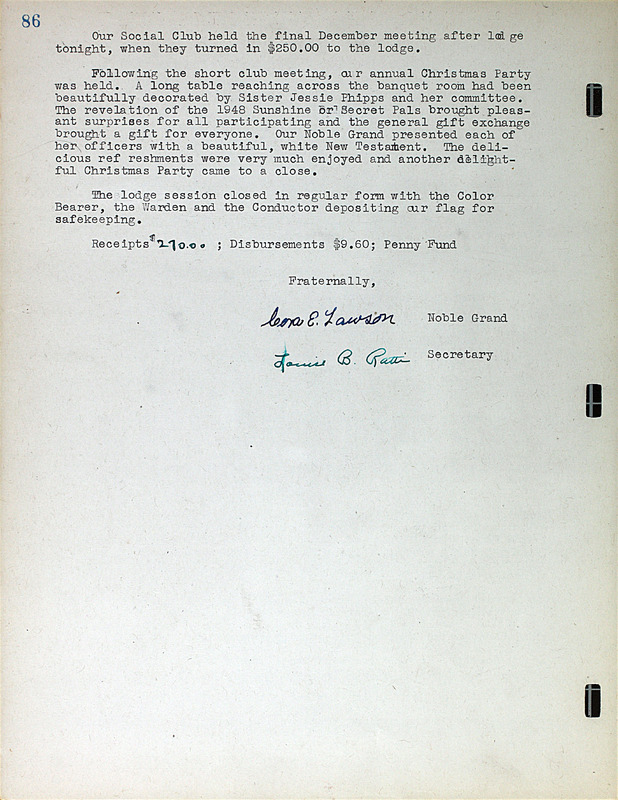 86
Our Social Club held the final December meeting after lodge
tonight, when they turned in $250.00 to the lodge.
Following the short club meeting, our annual Christmas Party
was held. A long table reaching across the banquet room had been
beautifully decorated by Sister Jessie Phipps and her committee.
The revelation of the 1948 Sunshine or Secret Pals brought pleas-
ant surprises for all participating and the general gift exchange
brought a gift for everyone. Our Noble Grand presented each of
her officers with a beautiful, white New Testament. The deli-
cious ref reshments were very much enjoyed and another delight-
ful Christmas Party came to a close.
The lodge session closed in regular form with the Color
Bearer, the Warden and the Conductor depositing our flag for
safekeeping.
Receipts $270.00 ; Disbursements $9.60; Penny Fund
Fraternally,
Cora E. Lawson Noble Grand
Louise B. Ratti Secretary